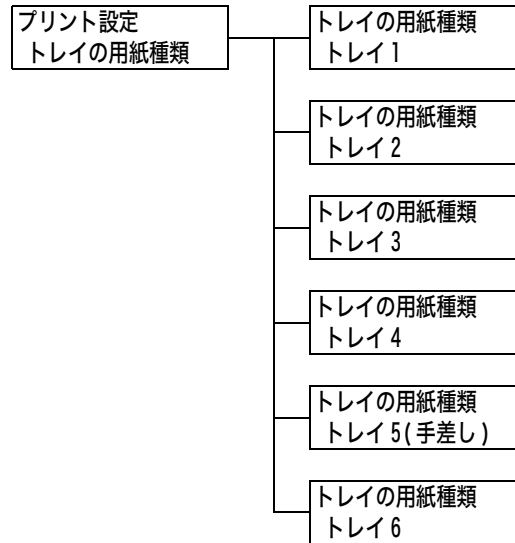 プリント設定
トレイの用紙種類
トレイの用紙種類
トレイ1
トレイの用紙種類
トレイ2
トレイの用紙種類
トレイ3
トレイの用紙種類
トレイ4
トレイの用紙種類
トレイ5(手差し)
トレイの用紙種類
トレイ6